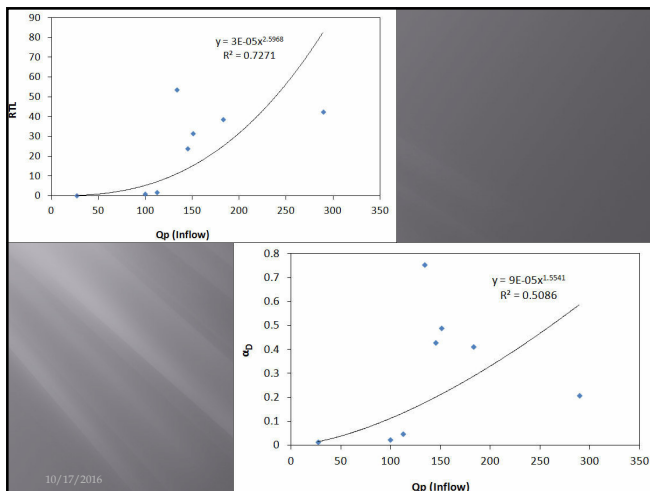 90
80
70
60
50
40
30
20
10
0
RTL
y = 3E-05x^2.5968
R² = 0.7271
0 50 100 150 200 250 300 350
Qp (Inflow)
0.8
0.7
0.6
0.5
0.4
0.3
0.2
0.1
0
α_D
y = 9E-05x^1.5541
R² = 0.5086
0 50 100 150 200 250 300 350
Qp (Inflow)
10/17/2016